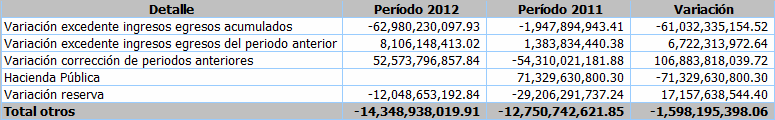 Detalle Período 2012 Período 2011 Variación
Variación excedente ingresos egresos acumulados -62,980,230,097.93 -1,947,894,943.41 -61,032,335,154.52
Variación excedente ingresos egresos del periodo anterior 8,106,148,413.02 1,383,834,440.38 6,722,313,972.64
Variación corrección de periodos anteriores 52,573,796,857.84 -54,310,021,181.88 106,883,818,039.72
Hacienda Pública 71,329,630,800.30 -71,329,630,800.30
Variación reserva -12,048,653,192.84 -29,206,291,737.24 17,157,638,544.40
Total otros -14,348,938,019.91 -12,750,742,621.85 -1,598,195,398.06